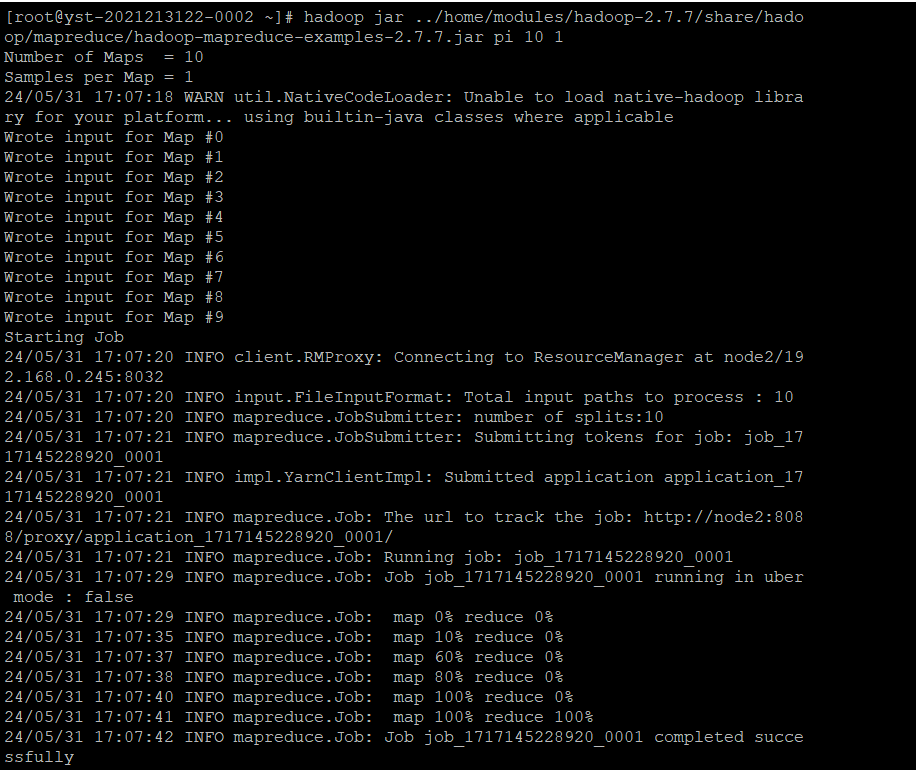 [root@yst-2021213122-0002 ~]# hadoop jar ../home/modules/hadoop-2.7.7/share/hado
op/mapreduce/hadoop-mapreduce-examples-2.7.7.jar pi 10 1
Number of Maps  = 10
Samples per Map = 1
24/05/31 17:07:18 WARN util.NativeCodeLoader: Unable to load native-hadoop libra
ry for your platform... using builtin-java classes where applicable
Wrote input for Map #0
Wrote input for Map #1
Wrote input for Map #2
Wrote input for Map #3
Wrote input for Map #4
Wrote input for Map #5
Wrote input for Map #6
Wrote input for Map #7
Wrote input for Map #8
Wrote input for Map #9
Starting Job
24/05/31 17:07:20 INFO client.RMProxy: Connecting to ResourceManager at node2/19
2.168.0.245:8032
24/05/31 17:07:20 INFO input.FileInputFormat: Total input paths to process : 10
24/05/31 17:07:20 INFO mapreduce.JobSubmitter: number of splits:10
24/05/31 17:07:21 INFO mapreduce.JobSubmitter: Submitting tokens for job: job_17
17145228920_0001
24/05/31 17:07:21 INFO impl.YarnClientImpl: Submitted application application_17
17145228920_0001
24/05/31 17:07:21 INFO mapreduce.Job: The url to track the job: http://node2:808
8/proxy/application_1717145228920_0001/
24/05/31 17:07:21 INFO mapreduce.Job: Running job: job_1717145228920_0001
24/05/31 17:07:29 INFO mapreduce.Job: Job job_1717145228920_0001 running in uber
 mode : false
24/05/31 17:07:29 INFO mapreduce.Job:  map 0% reduce 0%
24/05/31 17:07:35 INFO mapreduce.Job:  map 10% reduce 0%
24/05/31 17:07:37 INFO mapreduce.Job:  map 60% reduce 0%
24/05/31 17:07:38 INFO mapreduce.Job:  map 80% reduce 0%
24/05/31 17:07:40 INFO mapreduce.Job:  map 100% reduce 0%
24/05/31 17:07:41 INFO mapreduce.Job:  map 100% reduce 100%
24/05/31 17:07:42 INFO mapreduce.Job: Job job_1717145228920_0001 completed succe
ssfully